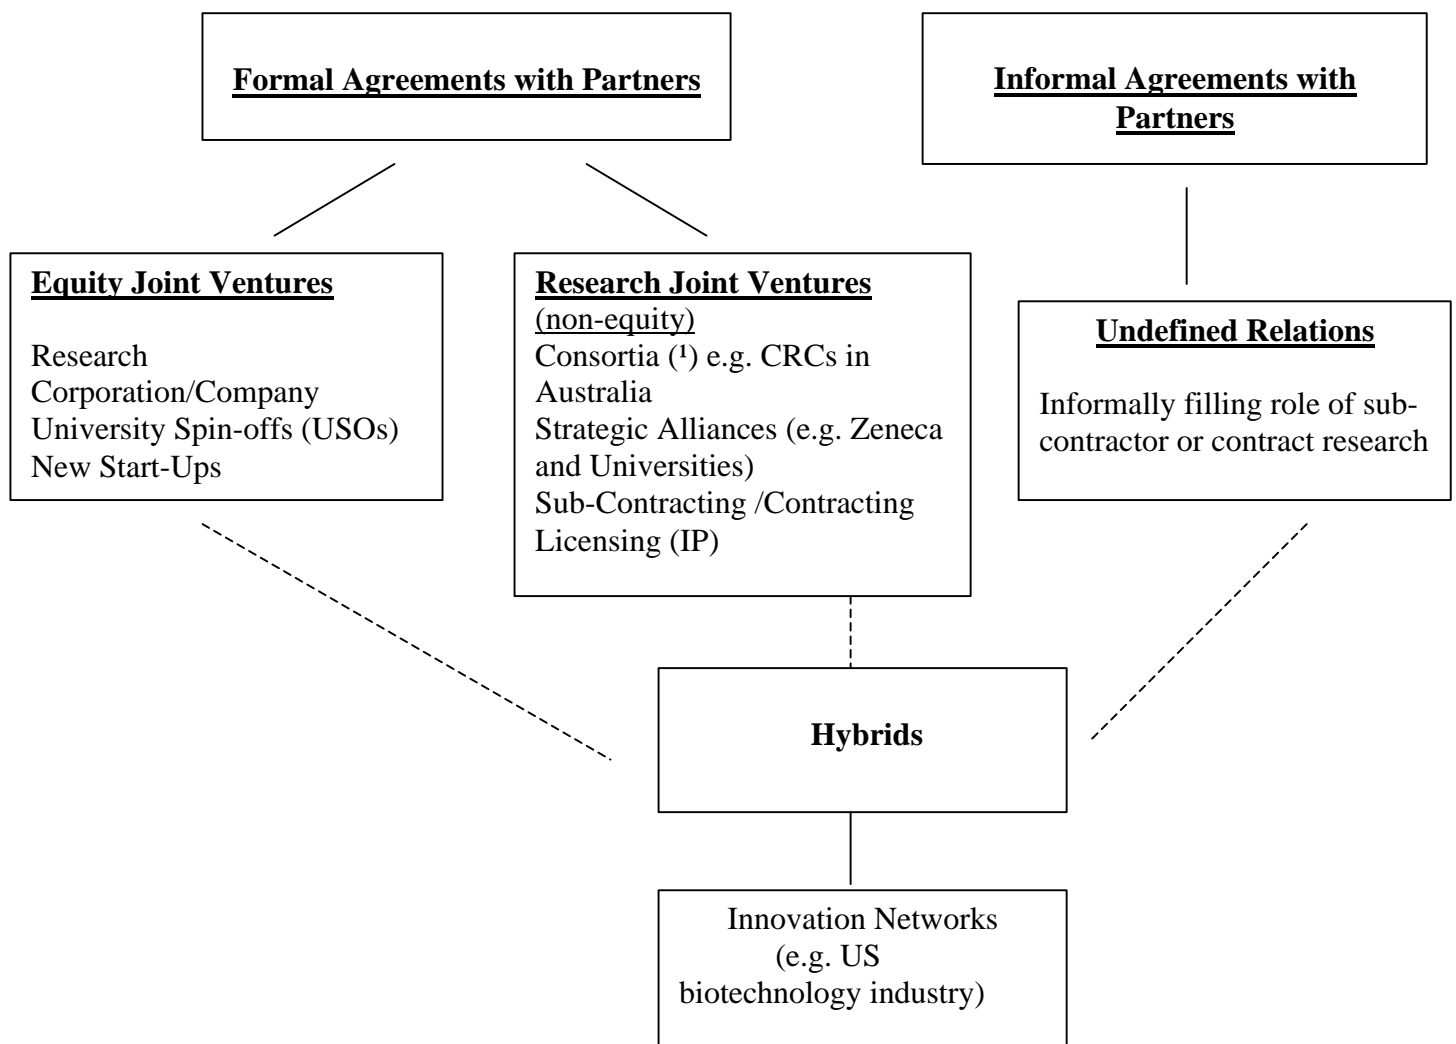 Formal Agreements with Partners
Informal Agreements with
Partners
Equity Joint Ventures
Research
Corporation/Company
University Spin-offs (USOs)
New Start-Ups
Research Joint Ventures
(non-equity)
Consortia (¹) e.g. CRCs in
Australia
Strategic Alliances (e.g. Zeneca
and Universities)
Sub-Contracting /Contracting
Licensing (IP)
Undefined Relations
Informally filling role of sub-
contractor or contract research
Hybrids
Innovation Networks
(e.g. US
biotechnology industry)